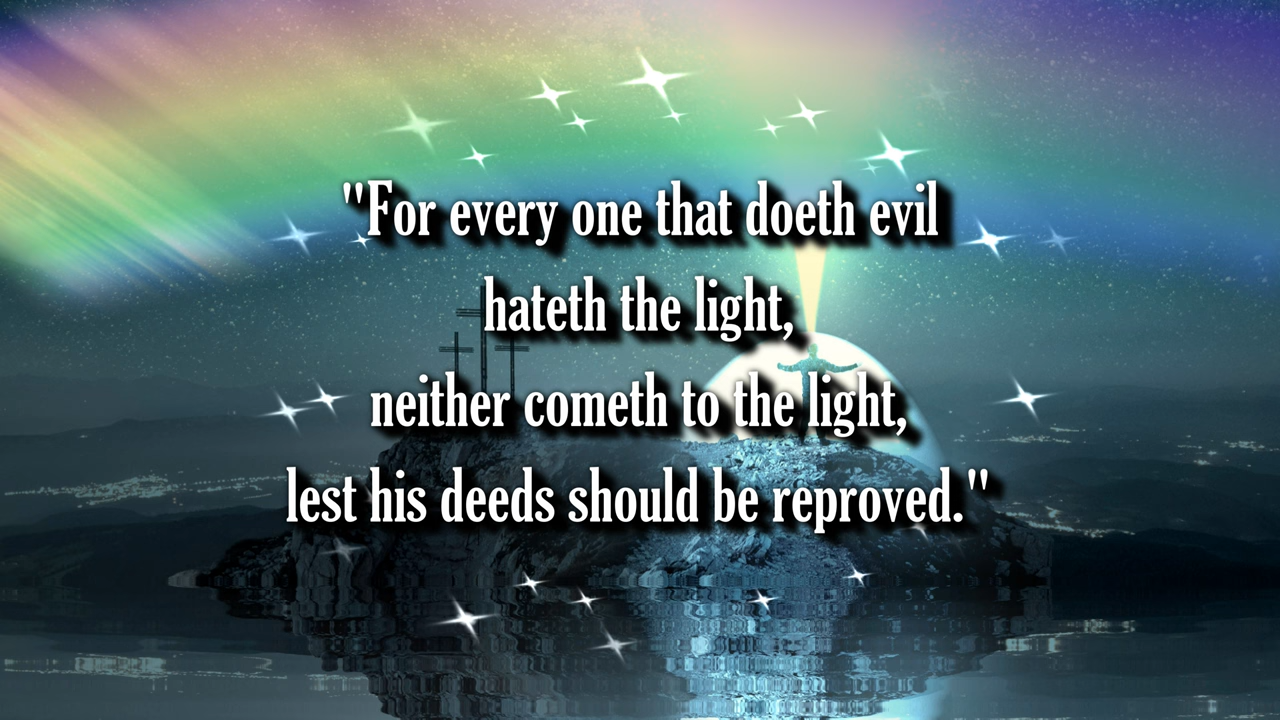 "For every one that doeth evil
hateth the light,
neither cometh to the light,
lest his deeds should be reproved."